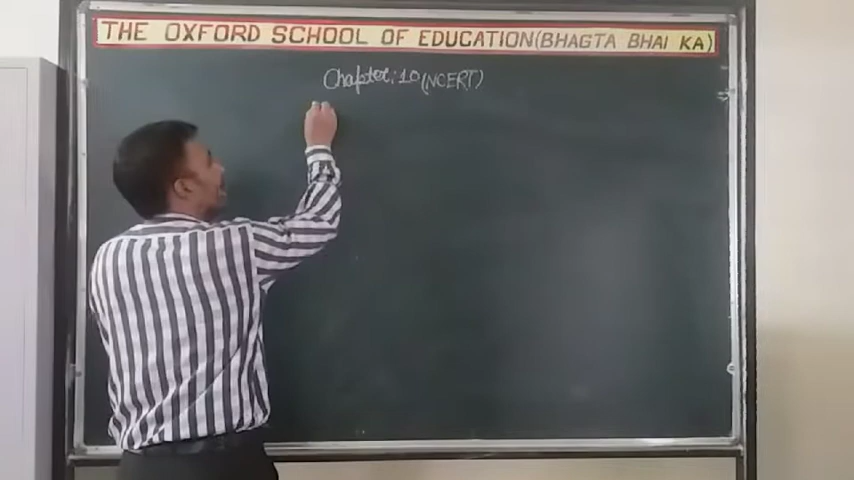 THE OXFORD SCHOOL OF EDUCATION(BHAGTA BHAI KA)
Chapter:10(NCERT)